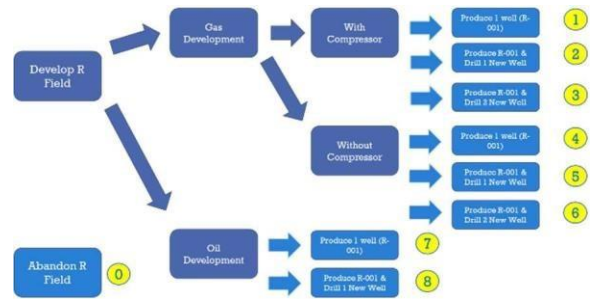 Gas
Development
With
Compressor
Produce 1 well (R-
001)
1
Produce R-001 &
Drill 1 New Well
2
Develop R
Field
Produce R-001 &
Drill 2 New Well
3
Without
Compressor
Produce 1 well (R-
001)
4
Produce R-001 &
Drill 1 New Well
5
Produce R-001 &
Drill 2 New Well
6
Oil
Development
Produce 1 well (R-
001)
7
Produce R-001 &
Drill 1 New Well
8
Abandon R
Field
0